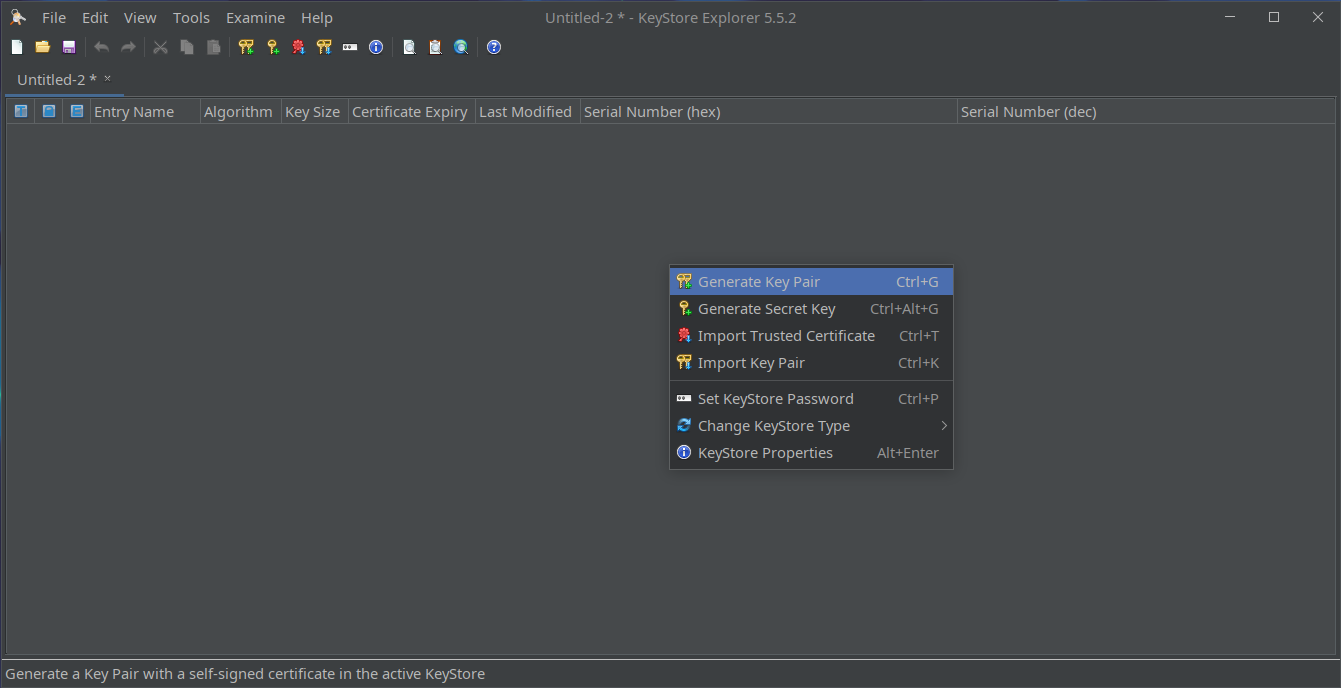 File Edit View Tools Examine Help Untitled-2 * - KeyStore Explorer 5.5.2
Untitled-2 *
Entry Name Algorithm Key Size Certificate Expiry Last Modified Serial Number (hex) Serial Number (dec)
Generate Key Pair Ctrl+G
Generate Secret Key Ctrl+Alt+G
Import Trusted Certificate Ctrl+T
Import Key Pair Ctrl+K
Set KeyStore Password Ctrl+P
Change KeyStore Type
KeyStore Properties Alt+Enter
Generate a Key Pair with a self-signed certificate in the active KeyStore